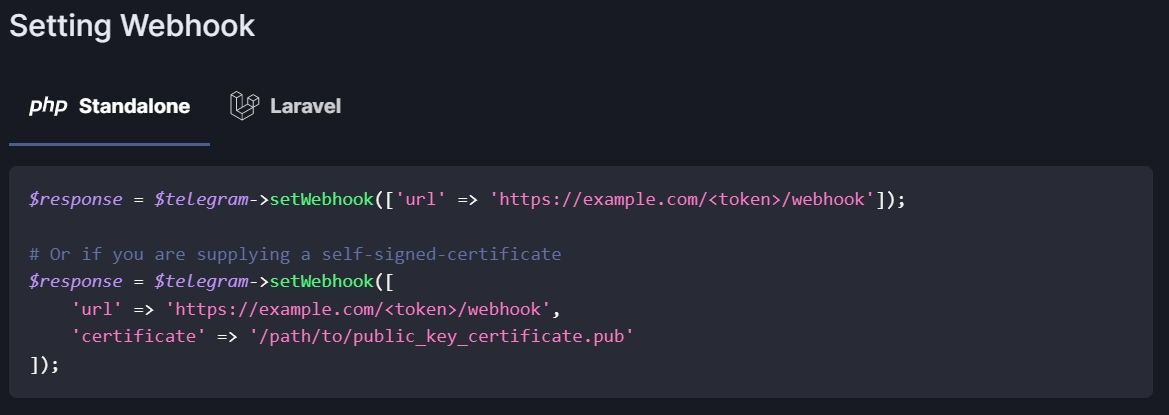 Setting Webhook
php Standalone Laravel
$response = $telegram->setWebhook(['url' => 'https://example.com/<token>/webhook']);
# Or if you are supplying a self-signed-certificate
$response = $telegram->setWebhook([
'url' => 'https://example.com/<token>/webhook',
'certificate' => '/path/to/public_key_certificate.pub'
]);